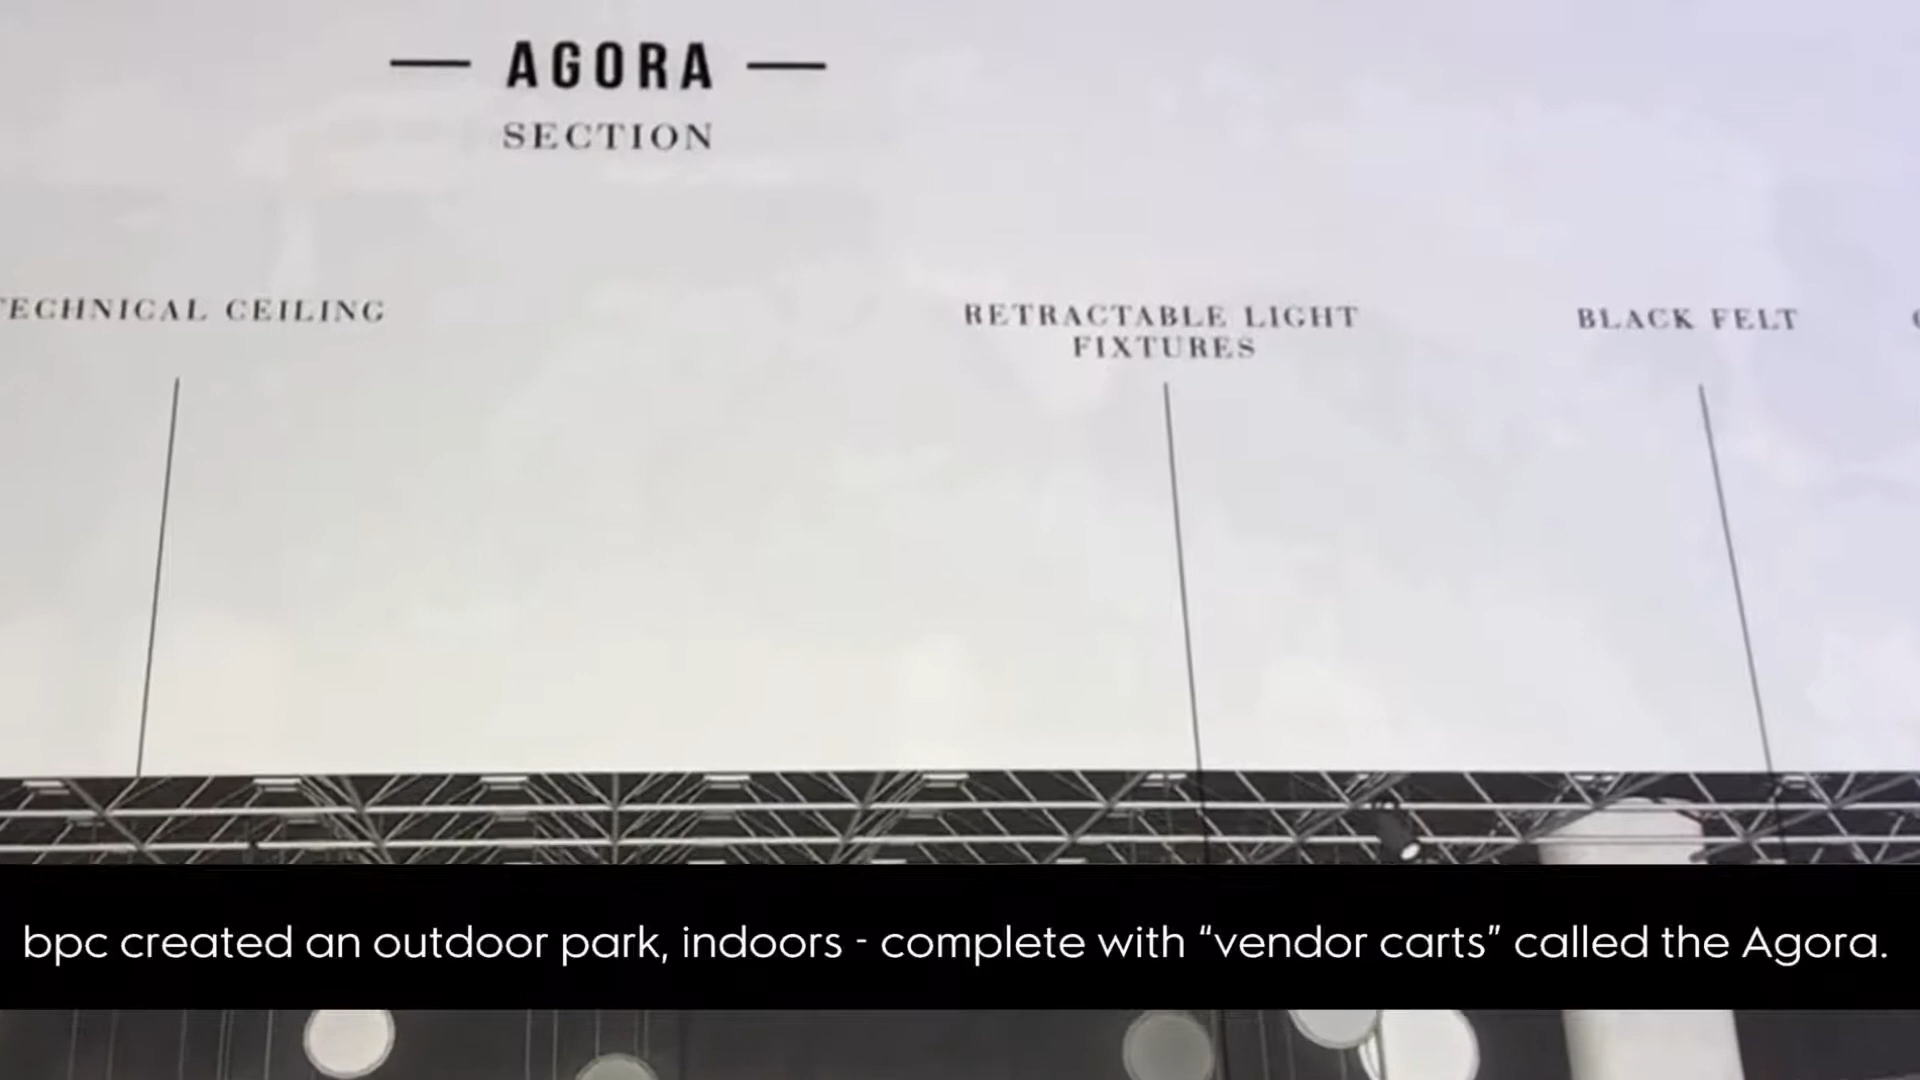 AGORA
SECTION
TECHNICAL CEILING
RETRACTABLE LIGHT
FIXTURES
BLACK FELT
bpc created an outdoor park, indoors - complete with “vendor carts” called the Agora.